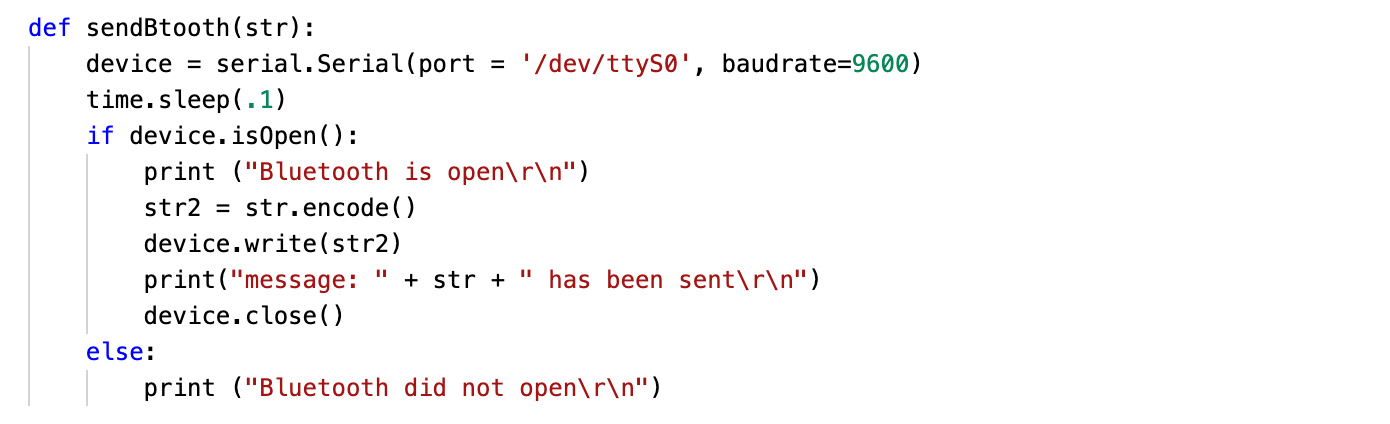 def sendBtooth(str):
    device = serial.Serial(port = '/dev/ttyS0', baudrate=9600)
    time.sleep(.1)
    if device.isOpen():
        print ("Bluetooth is open\r\n")
        str2 = str.encode()
        device.write(str2)
        print("message: " + str + " has been sent\r\n")
        device.close()
    else:
        print ("Bluetooth did not open\r\n")